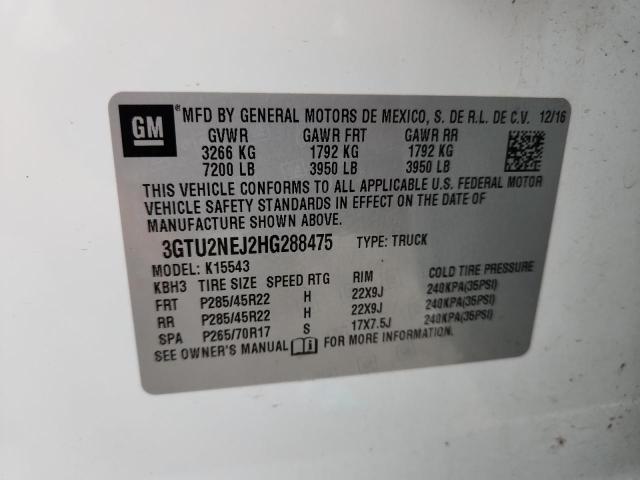 GM ® MFD BY GENERAL MOTORS DE MEXICO, S. DE R.L. DE C.V. 12/16
GVWR GAWR FRT GAWR RR
3266 KG 1792 KG 1792 KG
7200 LB 3950 LB 3950 LB
THIS VEHICLE CONFORMS TO ALL APPLICABLE U.S. FEDERAL MOTOR
VEHICLE SAFETY STANDARDS IN EFFECT ON THE DATE OF
MANUFACTURE SHOWN ABOVE.
3GTU2NEJ2HG288475 TYPE: TRUCK
MODEL: K15543
KBH3 TIRE SIZE SPEED RTG RIM COLD TIRE PRESSURE
FRT P285/45R22 H 22X9J 240KPA(35PSI)
RR P285/45R22 H 22X9J 240KPA(35PSI)
SPA P265/70R17 S 17X7.5J 240KPA(35PSI)
SEE OWNER'S MANUAL FOR MORE INFORMATION.